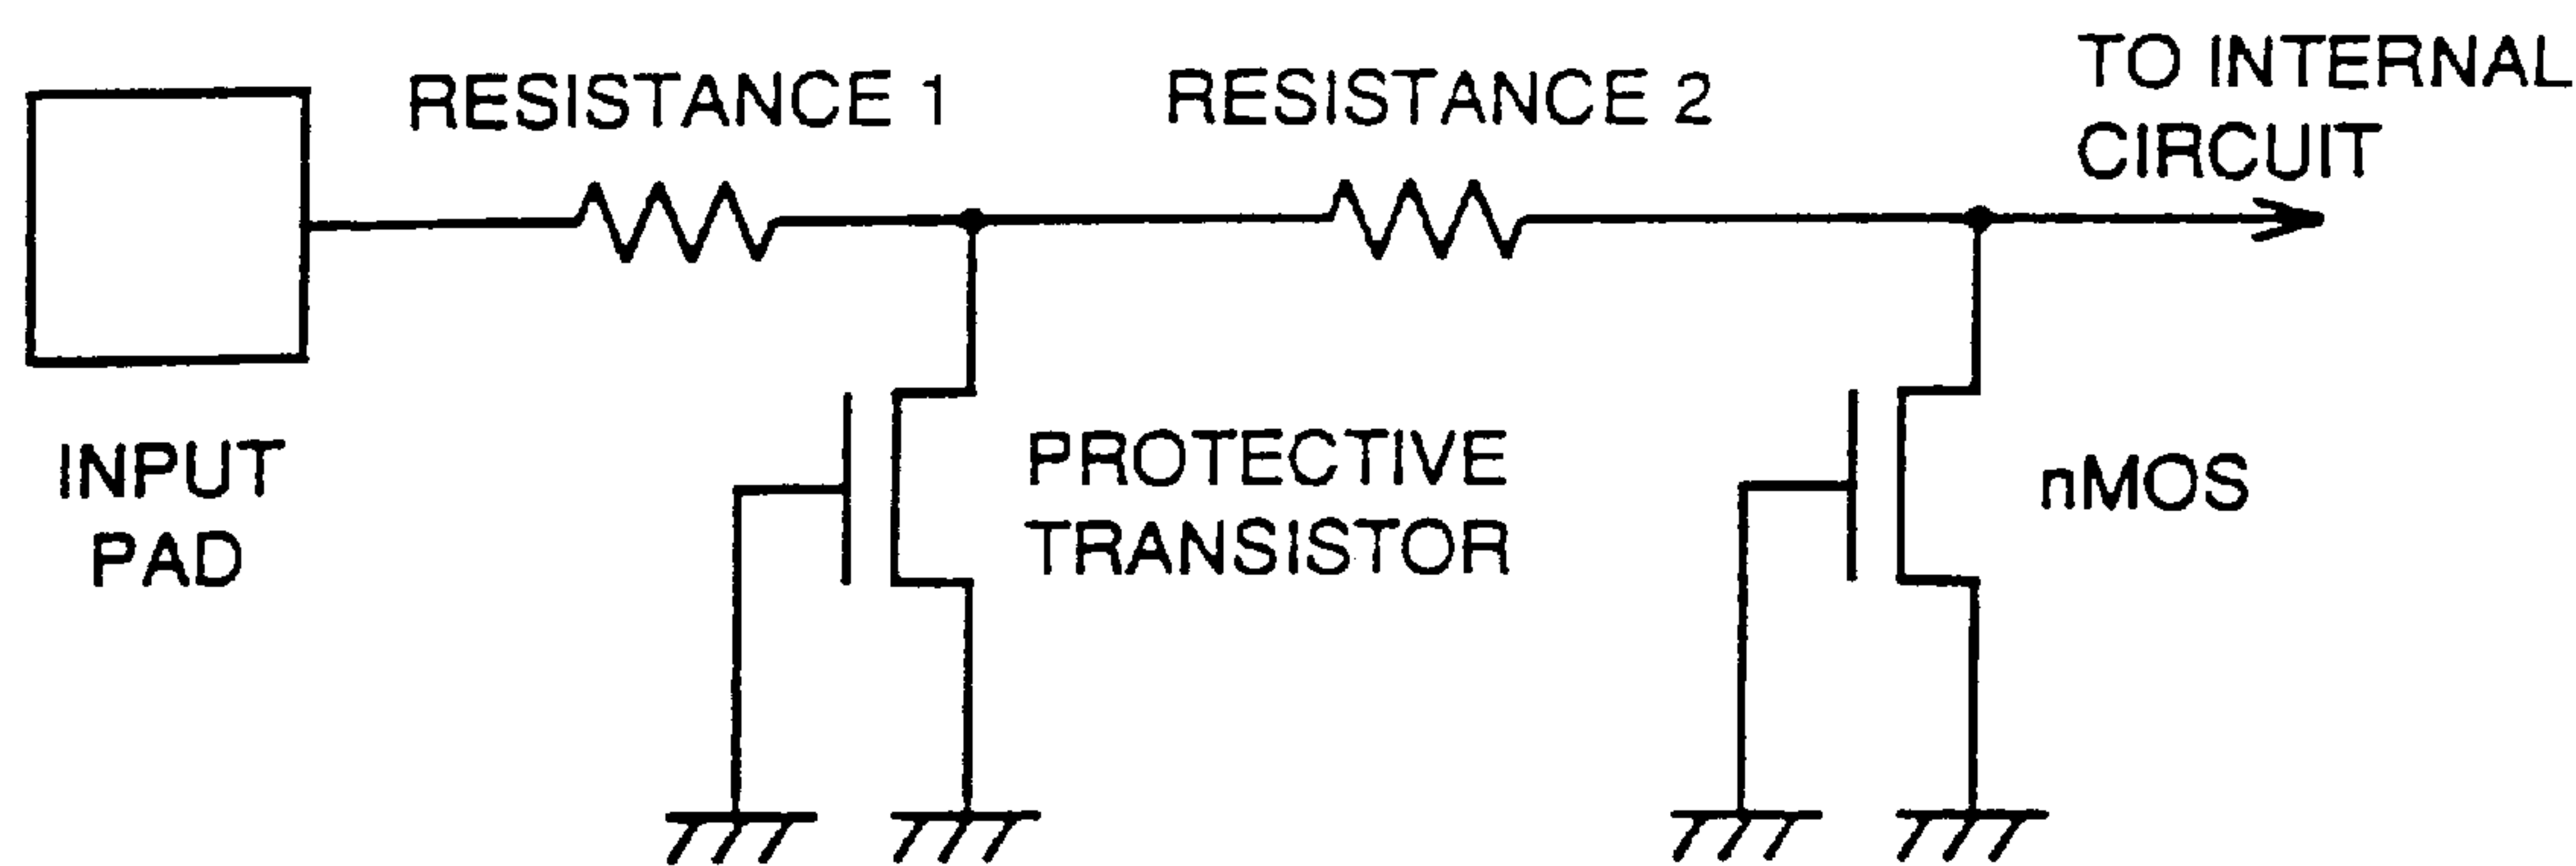 RESISTANCE 1
RESISTANCE 2
TO INTERNAL
CIRCUIT
INPUT
PAD
PROTECTIVE
TRANSISTOR
nMOS